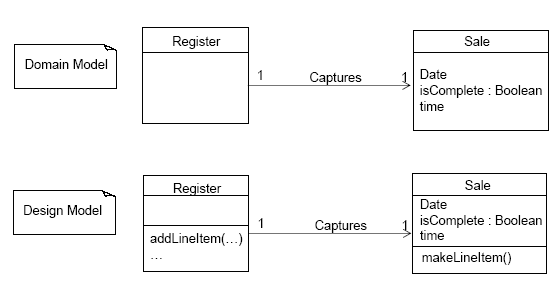 Domain Model
Register
1 Captures 1
Sale
Date
isComplete : Boolean
time
Design Model
Register
addLineItem(…)
…
1 Captures 1
Sale
Date
isComplete : Boolean
time
makeLineItem()